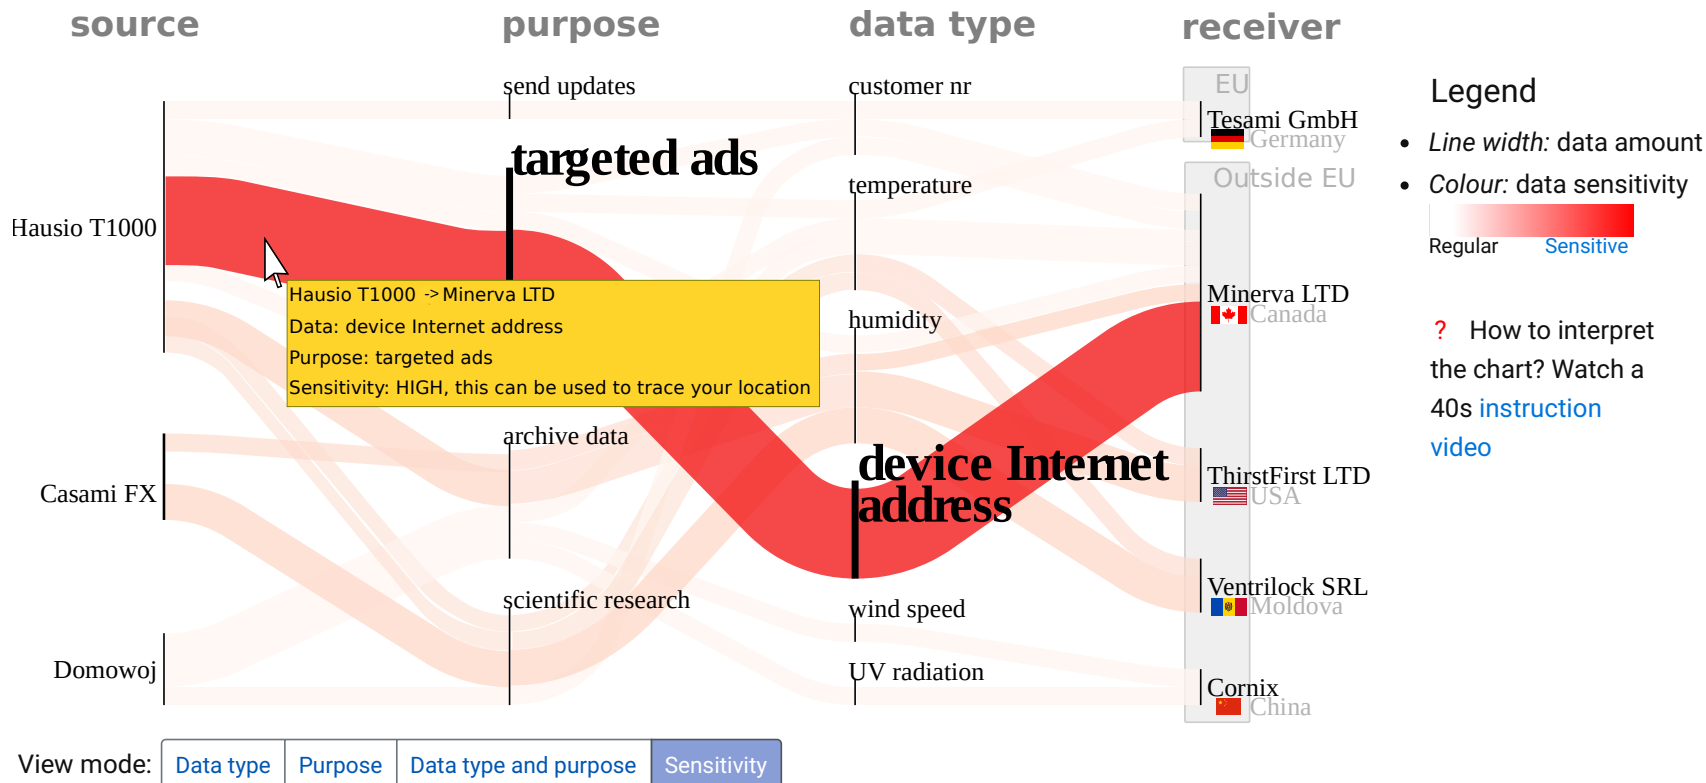 source
purpose
data type
receiver
send updates
customer nr
EU
Tesami GmbH
Germany
Legend
Line width: data amount
Colour: data sensitivity
Regular
Sensitive
targeted ads
temperature
Outside EU
Hausio T1000
Hausio T1000 -> Minerva LTD
Data: device Internet address
Purpose: targeted ads
Sensitivity: HIGH, this can be used to trace your location
humidity
Minerva LTD
Canada
? How to interpret
the chart? Watch a
40s instruction
video
archive data
device Internet
address
ThirstFirst LTD
USA
Casami FX
scientific research
wind speed
Ventrilock SRL
Moldova
Domowoj
UV radiation
Cornix
China
View mode:
Data type
Purpose
Data type and purpose
Sensitivity